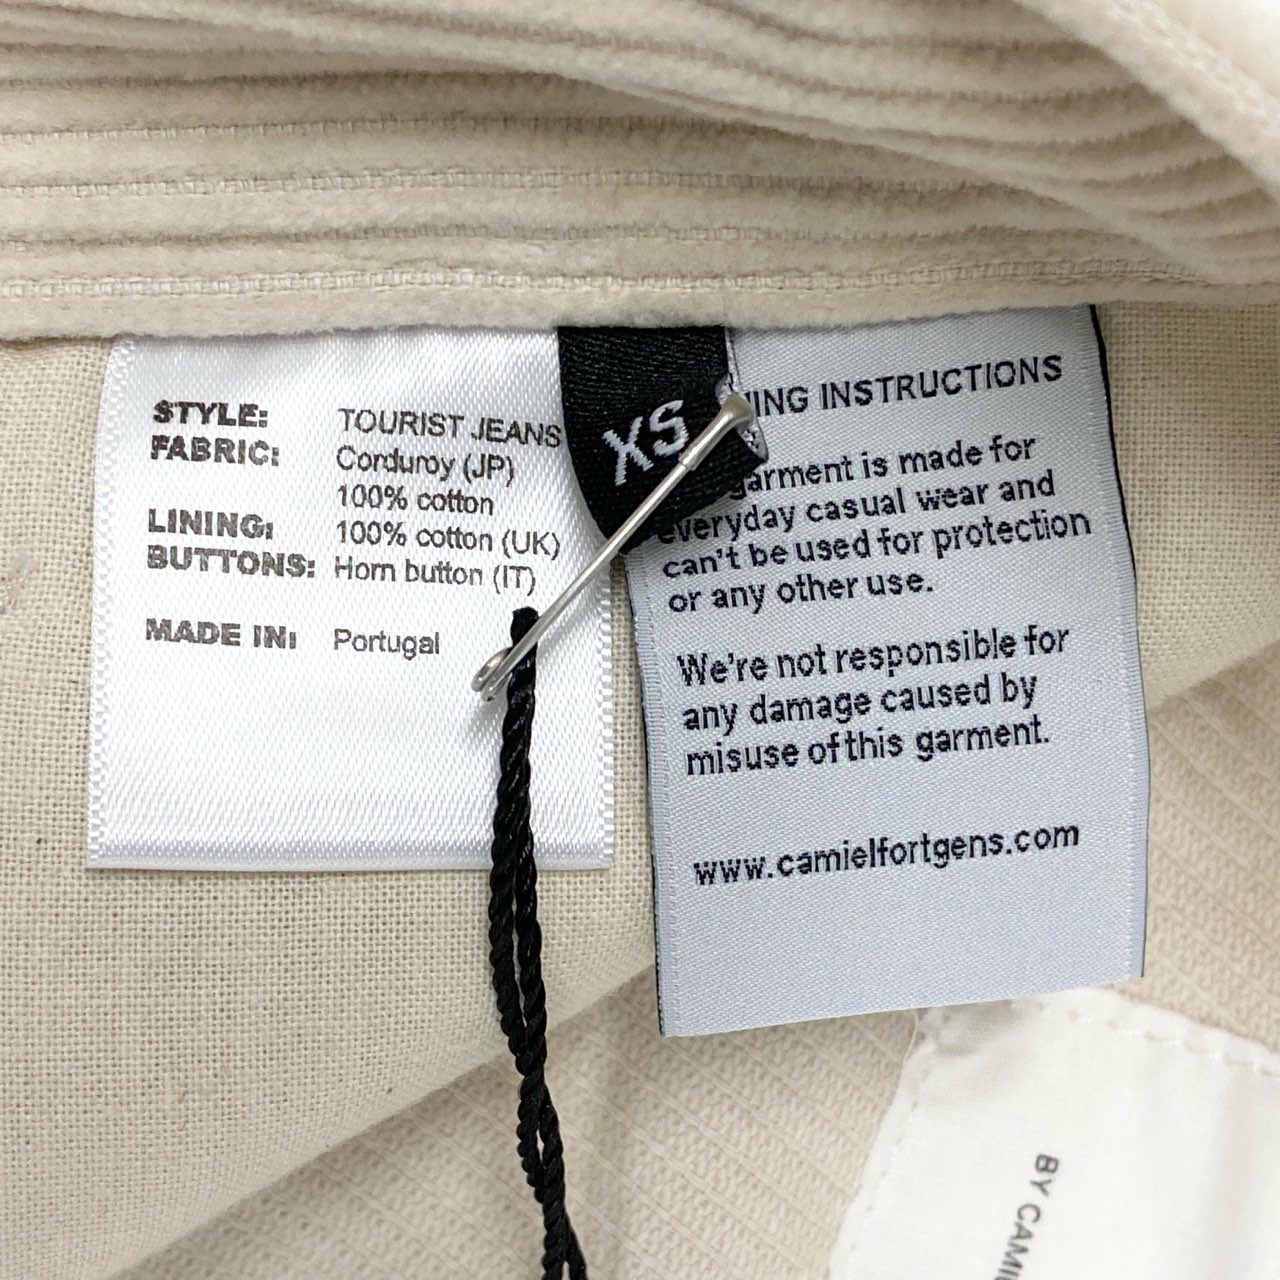 STYLE: TOURIST JEANS
FABRIC: Corduroy (JP)
100% cotton
LINING: 100% cotton (UK)
BUTTONS: Horn button (IT)
MADE IN: Portugal
XS
INSTRUCTIONS
garment is made for
everyday casual wear and
can't be used for protection
or any other use.
We're not responsible for
any damage caused by
misuse of this garment.
www.camielfortgens.com
BY